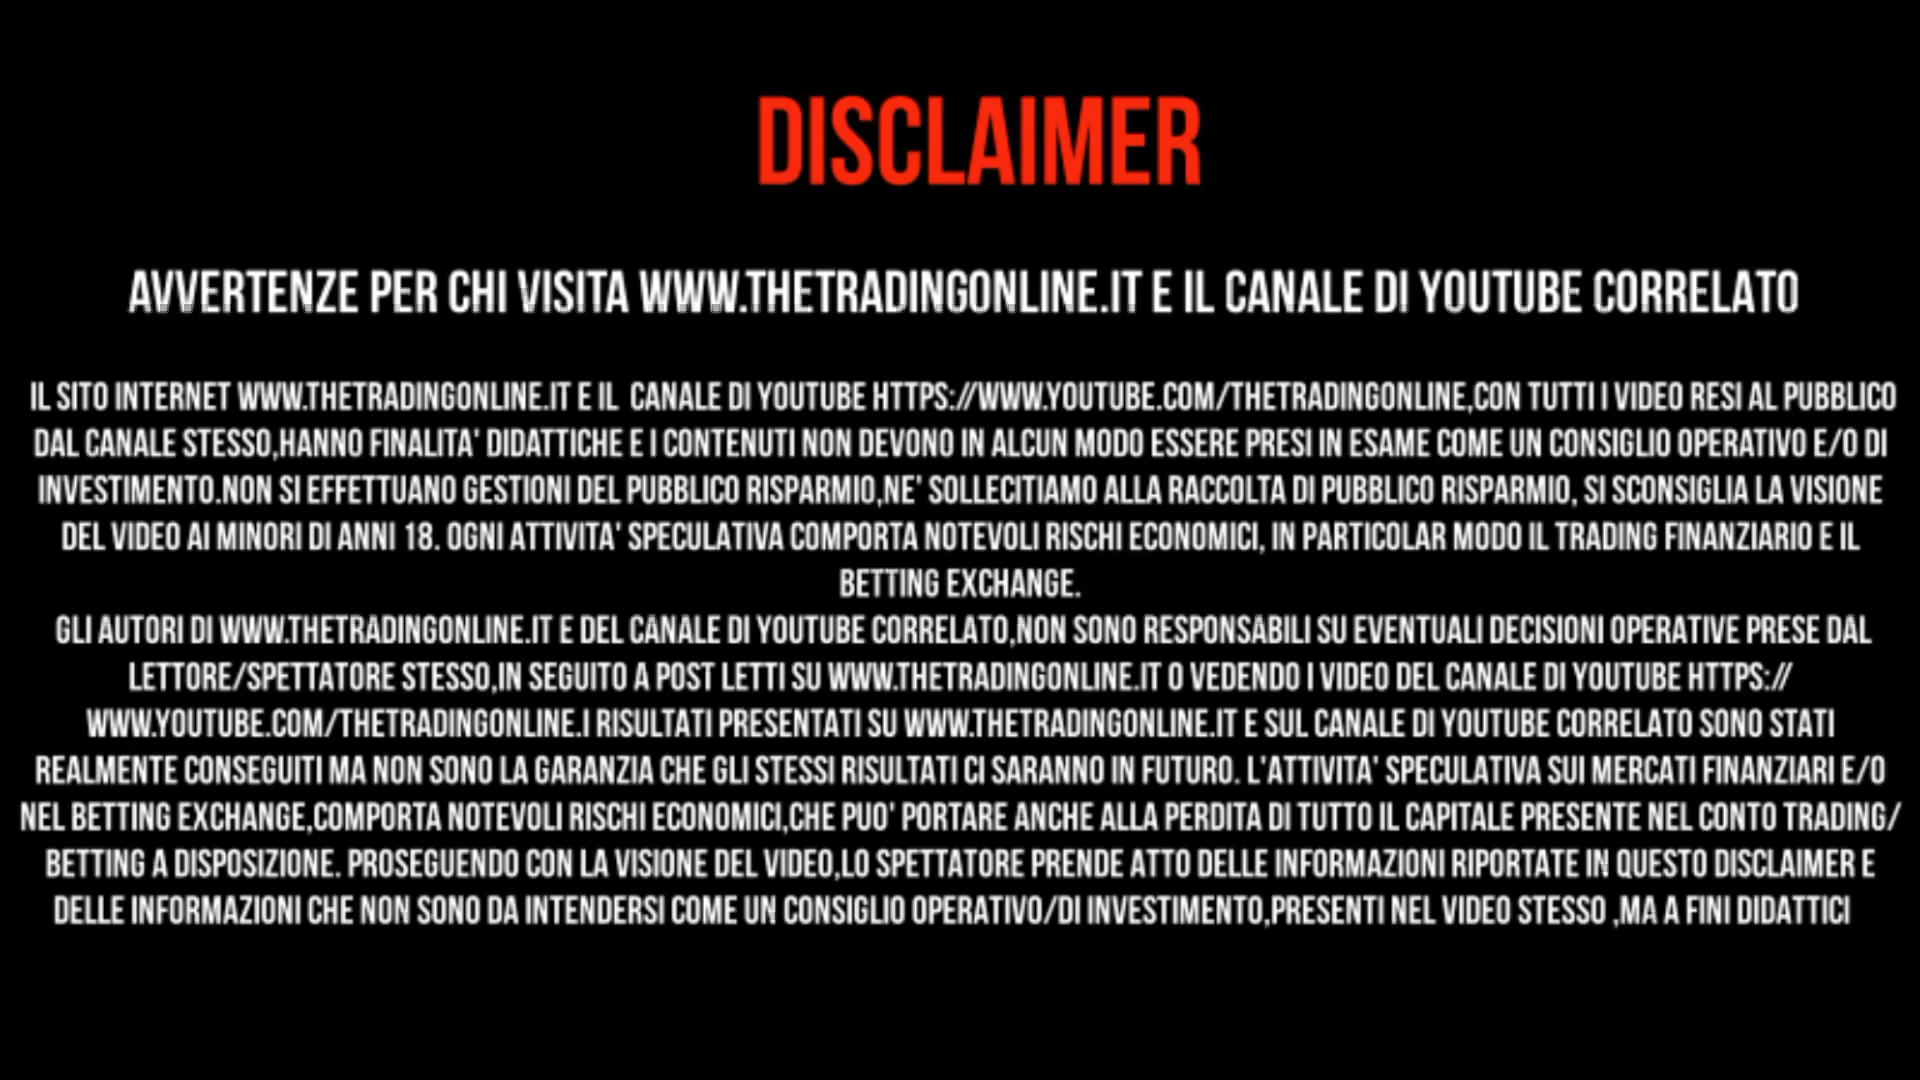 DISCLAIMER
AVVERTENZE PER CHI VISITA WWW.THETRADINGONLINE.IT E IL CANALE DI YOUTUBE CORRELATO
IL SITO INTERNET WWW.THETRADINGONLINE.IT E IL  CANALE DI YOUTUBE HTTPS://WWW.YOUTUBE.COM/THETRADINGONLINE,CON TUTTI I VIDEO RESI AL PUBBLICO
DAL CANALE STESSO,HANNO FINALITA' DIDATTICHE E I CONTENUTI NON DEVONO IN ALCUN MODO ESSERE PRESI IN ESAME COME UN CONSIGLIO OPERATIVO E/O DI
INVESTIMENTO.NON SI EFFETTUANO GESTIONI DEL PUBBLICO RISPARMIO,NE' SOLLECITIAMO ALLA RACCOLTA DI PUBBLICO RISPARMIO, SI SCONSIGLIA LA VISIONE
DEL VIDEO AI MINORI DI ANNI 18. OGNI ATTIVITA' SPECULATIVA COMPORTA NOTEVOLI RISCHI ECONOMICI, IN PARTICOLAR MODO IL TRADING FINANZIARIO E IL
BETTING EXCHANGE.
GLI AUTORI DI WWW.THETRADINGONLINE.IT E DEL CANALE DI YOUTUBE CORRELATO,NON SONO RESPONSABILI SU EVENTUALI DECISIONI OPERATIVE PRESE DAL
LETTORE/SPETTATORE STESSO,IN SEGUITO A POST LETTI SU WWW.THETRADINGONLINE.IT O VEDENDO I VIDEO DEL CANALE DI YOUTUBE HTTPS://
WWW.YOUTUBE.COM/THETRADINGONLINE.I RISULTATI PRESENTATI SU WWW.THETRADINGONLINE.IT E SUL CANALE DI YOUTUBE CORRELATO SONO STATI
REALMENTE CONSEGUITI MA NON SONO LA GARANZIA CHE GLI STESSI RISULTATI CI SARANNO IN FUTURO. L'ATTIVITA' SPECULATIVA SUI MERCATI FINANZIARI E/O
NEL BETTING EXCHANGE,COMPORTA NOTEVOLI RISCHI ECONOMICI,CHE PUO' PORTARE ANCHE ALLA PERDITA DI TUTTO IL CAPITALE PRESENTE NEL CONTO TRADING/
BETTING A DISPOSIZIONE. PROSEGUENDO CON LA VISIONE DEL VIDEO,LO SPETTATORE PRENDE ATTO DELLE INFORMAZIONI RIPORTATE IN QUESTO DISCLAIMER E
DELLE INFORMAZIONI CHE NON SONO DA INTENDERSI COME UN CONSIGLIO OPERATIVO/DI INVESTIMENTO,PRESENTI NEL VIDEO STESSO ,MA A FINI DIDATTICI